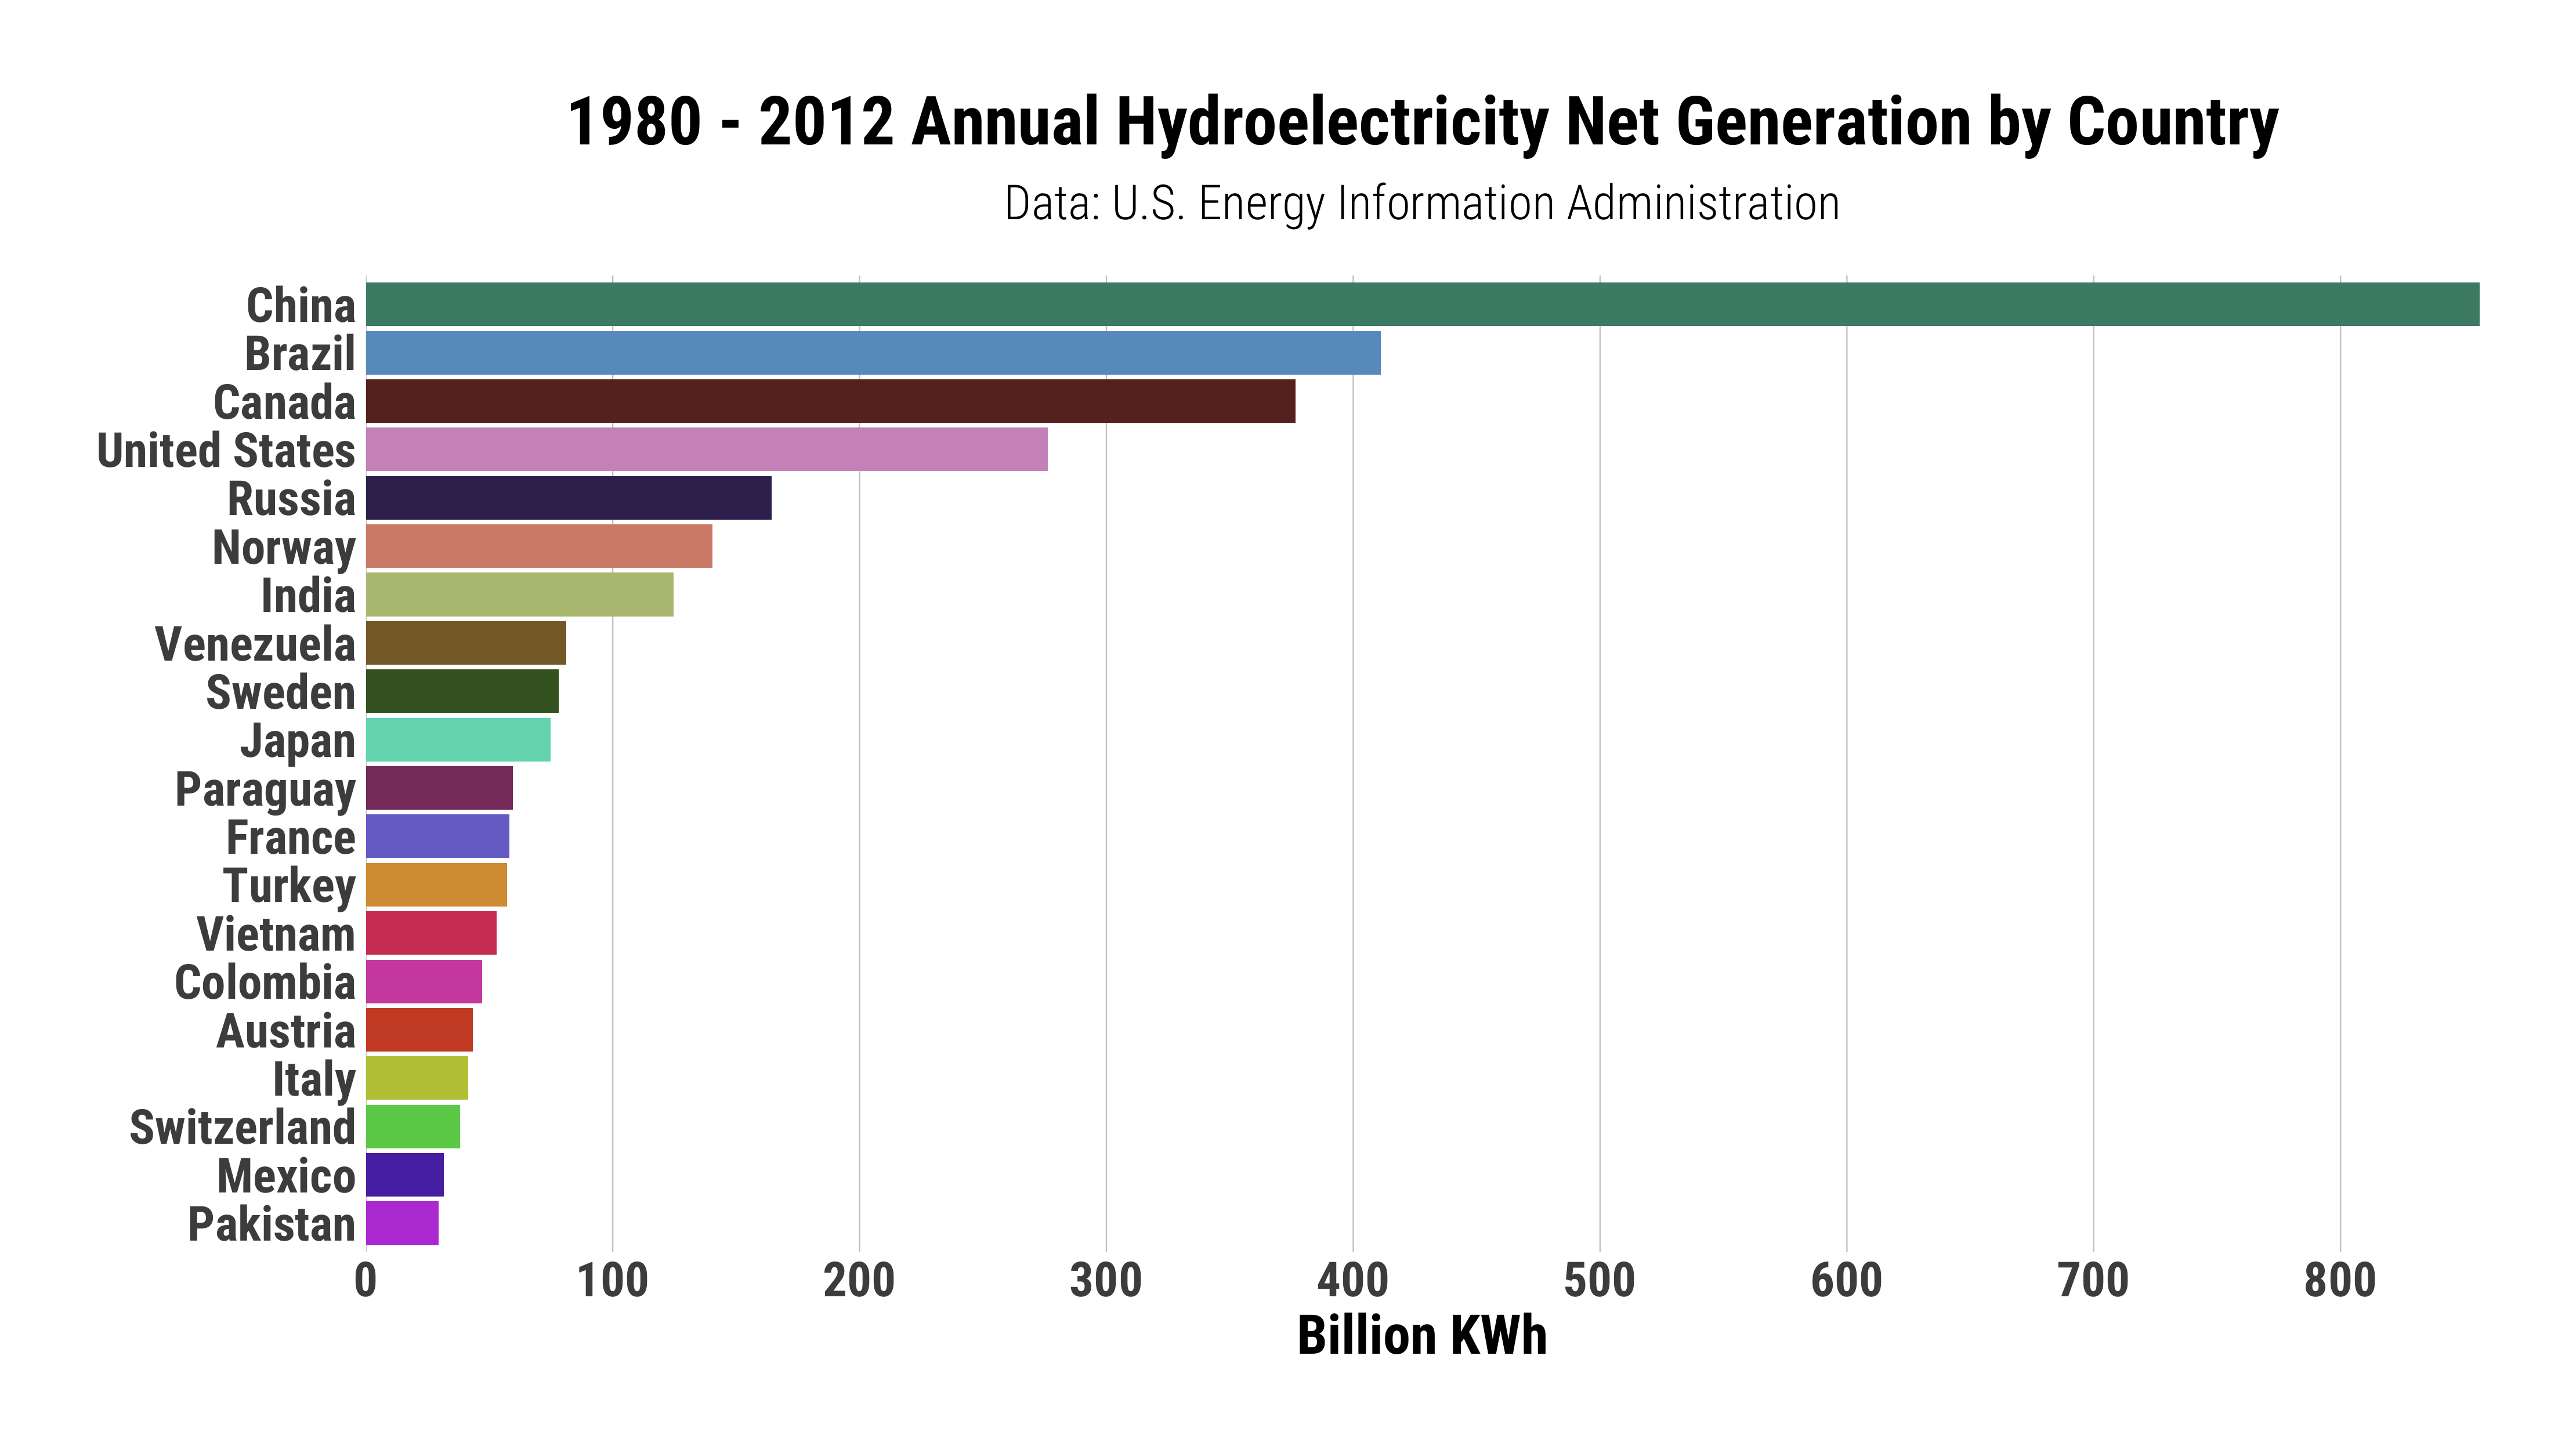 1980 - 2012 Annual Hydroelectricity Net Generation by Country
Data: U.S. Energy Information Administration
China
Brazil
Canada
United States
Russia
Norway
India
Venezuela
Sweden
Japan
Paraguay
France
Turkey
Vietnam
Colombia
Austria
Italy
Switzerland
Mexico
Pakistan
0 100 200 300 400 500 600 700 800
Billion KWh